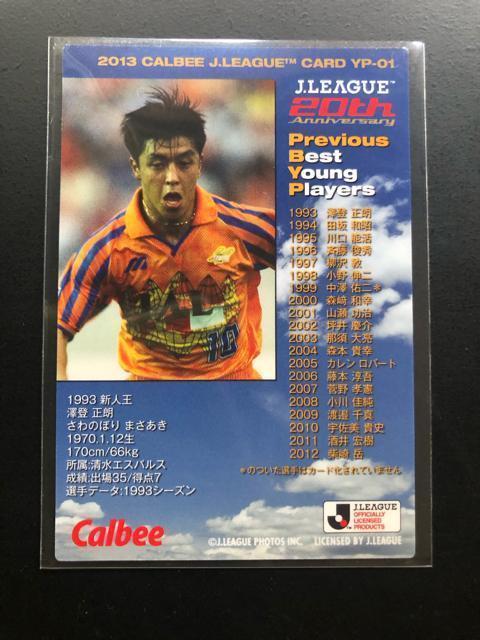 2013 CALBEE J.LEAGUE™ CARD YP-01
J.LEAGUE™
20th
Anniversary
Previous
Best
Young
Players
1993 澤登 正朗
1994 田坂 和昭
1995 川口 能活
1996 斉藤 俊秀
1997 柳沢 敦
1998 小野 伸二
1999 中澤 佑二*
2000 森﨑 和幸
2001 山瀬 功治
2002 坪井 慶介
2003 那須 大亮
2004 森本 貴幸
2005 カレン ロバート
2006 藤本 淳吾
2007 菅野 孝憲
2008 小川 佳純
2009 渡邉 千真
2010 宇佐美 貴史
2011 酒井 宏樹
2012 柴崎 岳
*のついた選手はカード化されていません
10
1993 新人王
澤登 正朗
さわのぼり まさあき
1970.1.12生
170cm/66kg
所属:清水エスパルス
成績:出場35/得点7
選手データ:1993シーズン
Calbee
J.LEAGUE
OFFICIALLY
LICENSED
PRODUCTS
©J.LEAGUE PHOTOS INC. LICENSED BY J.LEAGUE